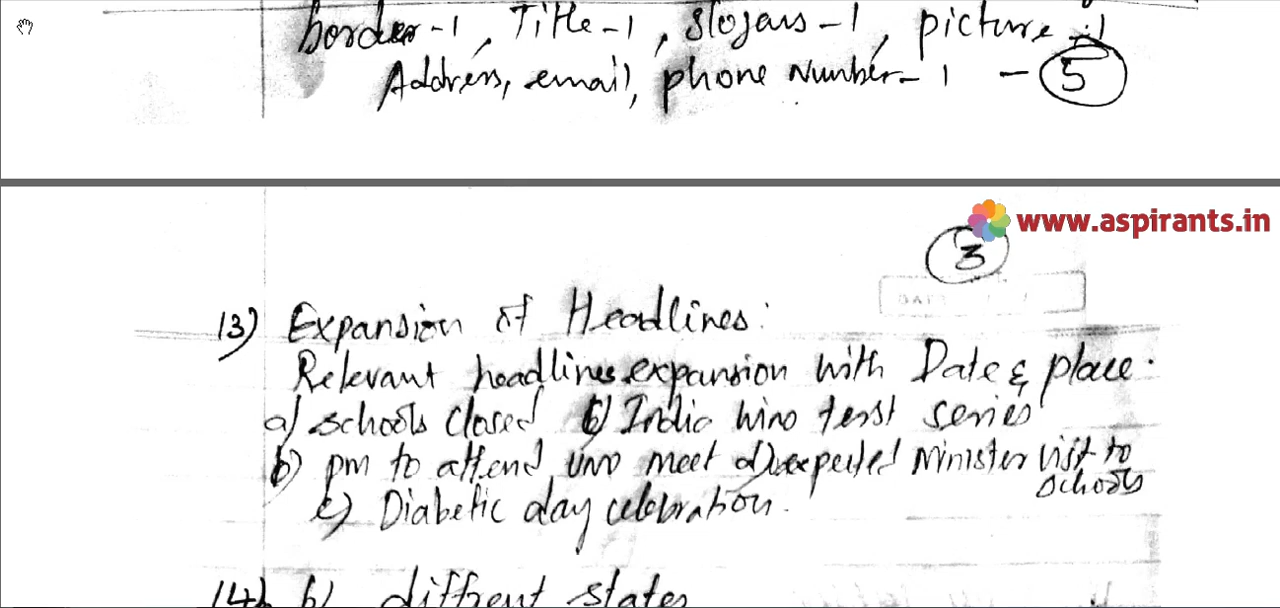 border-1, Title-1, slogans-1, picture-1
Address, email, phone Number-1 - 5
www.aspirants.in
3
DATE
13) Expansion of Headlines:
Relevant headlines expansion with Date & place.
a) schools closed India wins test series
b) pm to attend UNO meet d) expected Minister visit to
schools
c) Diabetic day celebration.
14) b) diffrent states